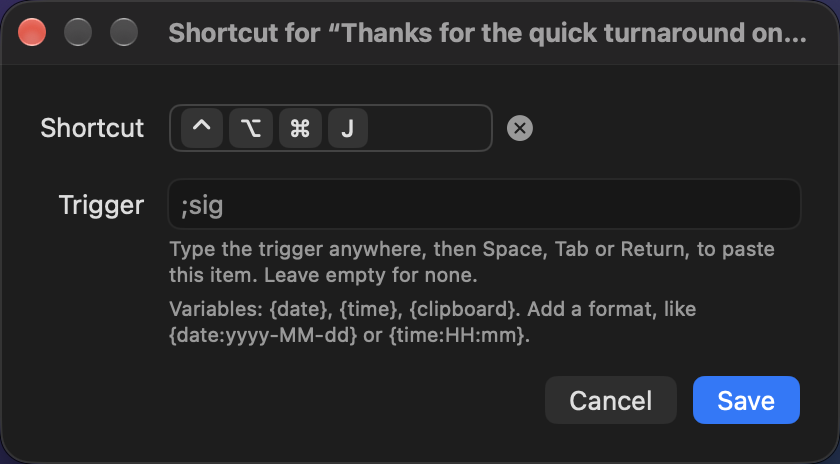 Shortcut for “Thanks for the quick turnaround on...
Shortcut ⌃ ⌥ ⌘ J
Trigger ;sig
Type the trigger anywhere, then Space, Tab or Return, to paste
this item. Leave empty for none.
Variables: {date}, {time}, {clipboard}. Add a format, like
{date:yyyy-MM-dd} or {time:HH:mm}.
Cancel Save